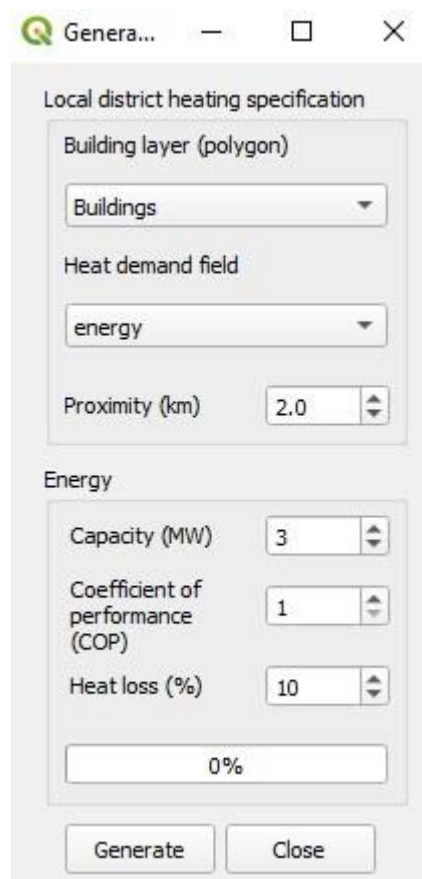 Genera...
Local district heating specification
Building layer (polygon)
Buildings
Heat demand field
energy
Proximity (km) 2.0
Energy
Capacity (MW) 3
Coefficient of
performance
(COP)
1
Heat loss (%) 10
0%
Generate Close